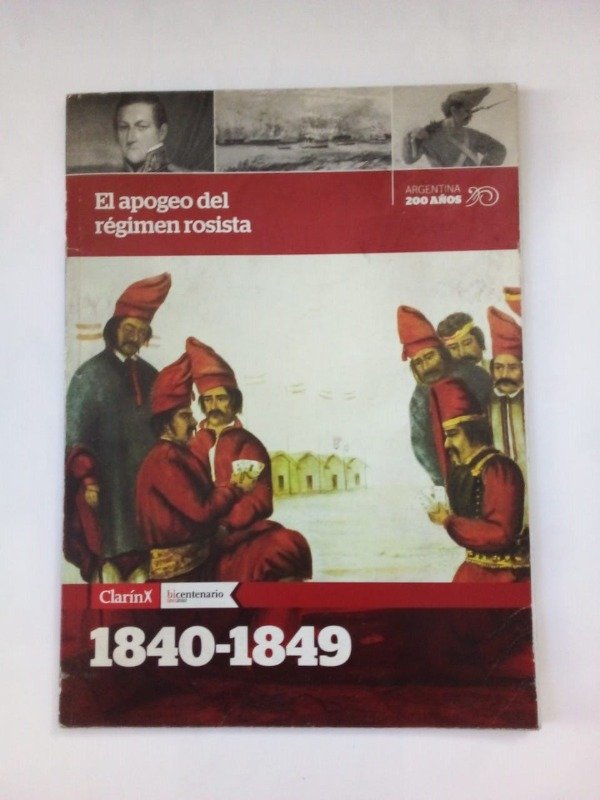 El apogeo del
régimen rosista
ARGENTINA
200 AÑOS
Clarín
bicentenario
1840-1849